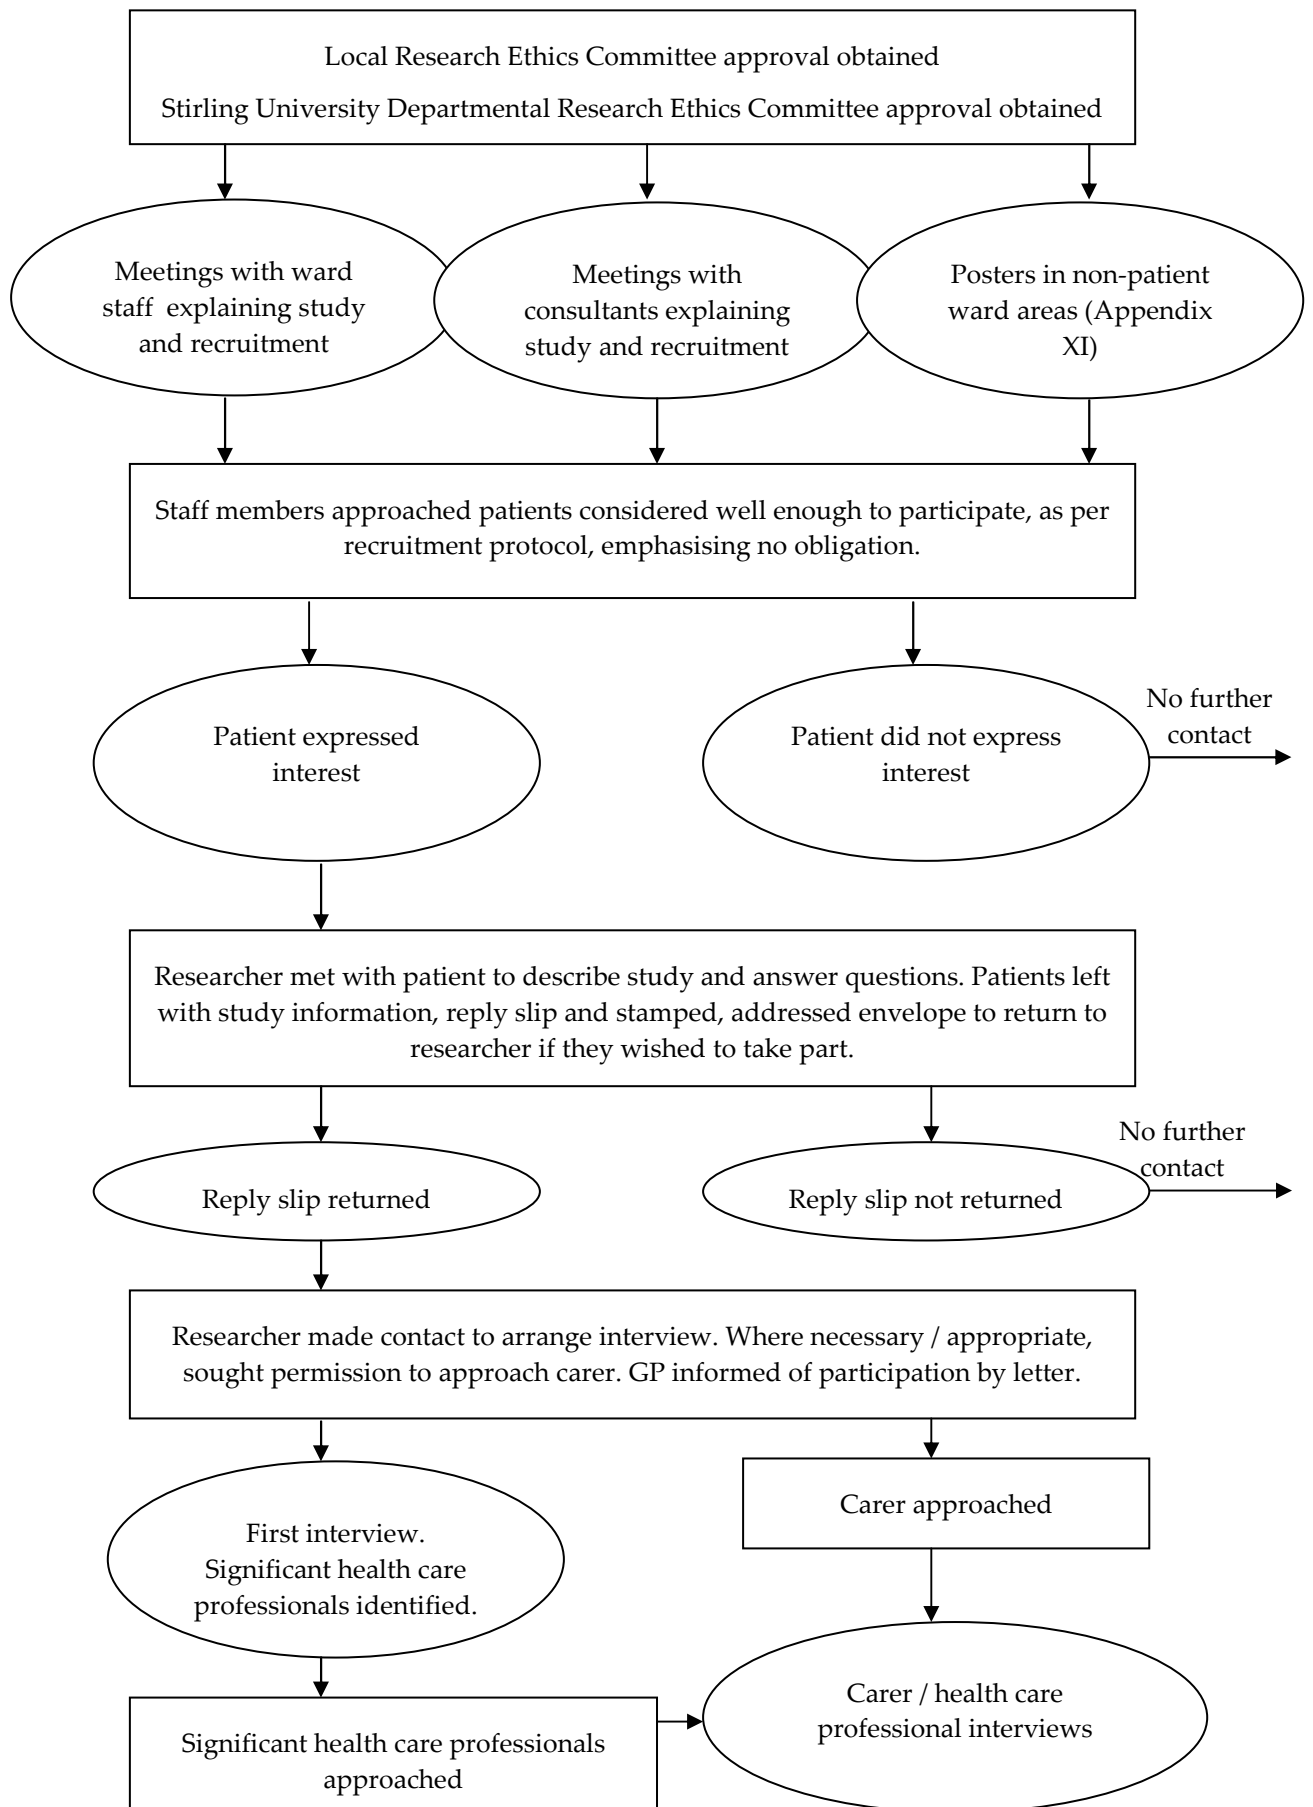 Local Research Ethics Committee approval obtained
Stirling University Departmental Research Ethics Committee approval obtained
Meetings with ward
staff  explaining study
and recruitment
Meetings with
consultants explaining
study and recruitment
Posters in non-patient
ward areas (Appendix
XI)
Staff members approached patients considered well enough to participate, as per
recruitment protocol, emphasising no obligation.
Patient expressed
interest
Patient did not express
interest
No further
contact
Researcher met with patient to describe study and answer questions. Patients left
with study information, reply slip and stamped, addressed envelope to return to
researcher if they wished to take part.
Reply slip returned
Reply slip not returned
No further
contact
Researcher made contact to arrange interview. Where necessary / appropriate,
sought permission to approach carer. GP informed of participation by letter.
First interview.
Significant health care
professionals identified.
Carer approached
Significant health care professionals
approached
Carer / health care
professional interviews